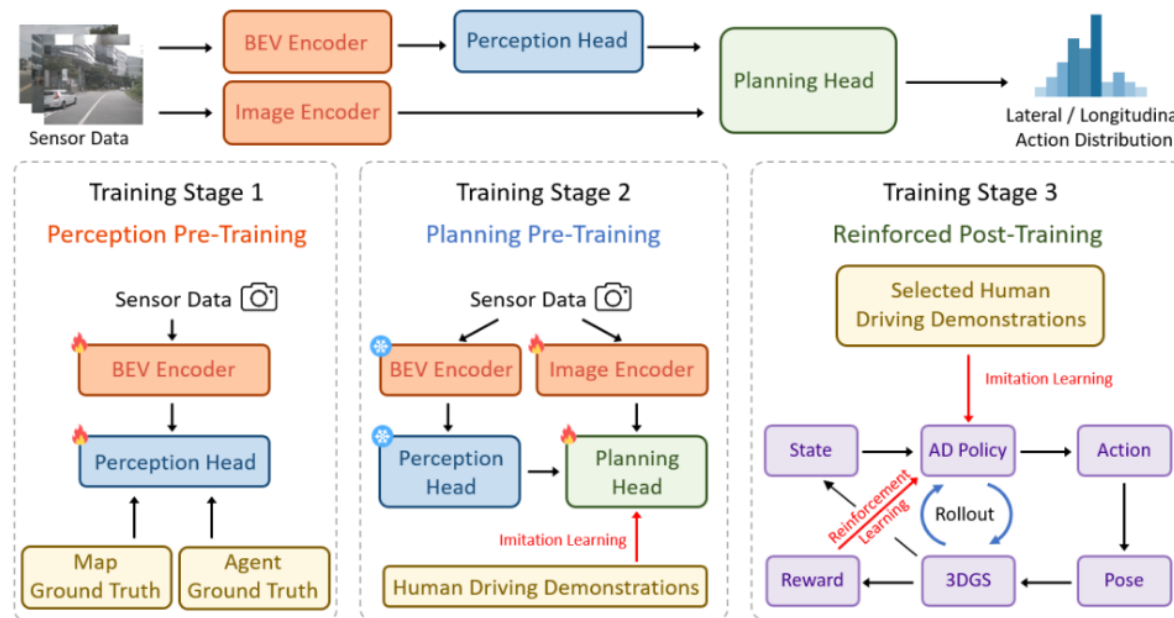 BEV Encoder
Perception Head
Image Encoder
Planning Head
Sensor Data
Lateral / Longitudina
Action Distribution
Training Stage 1
Perception Pre-Training
Sensor Data
BEV Encoder
Perception Head
Map
Ground Truth
Agent
Ground Truth
Training Stage 2
Planning Pre-Training
Sensor Data
BEV Encoder
Image Encoder
Perception
Head
Planning
Head
Imitation Learning
Human Driving Demonstrations
Training Stage 3
Reinforced Post-Training
Selected Human
Driving Demonstrations
Imitation Learning
State
AD Policy
Action
Reinforcement
Learning
Rollout
Reward
3DGS
Pose